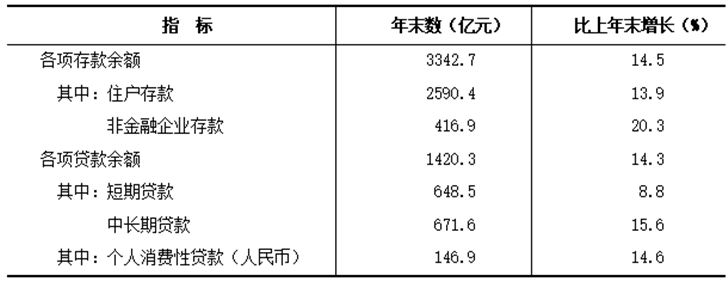 指　标 年末数（亿元） 比上年末增长（%）
各项存款余额 3342.7 14.5
其中：住户存款 2590.4 13.9
非金融企业存款 416.9 20.3
各项贷款余额 1420.3 14.3
其中：短期贷款 648.5 8.8
中长期贷款 671.6 15.6
其中：个人消费性贷款（人民币） 146.9 14.6